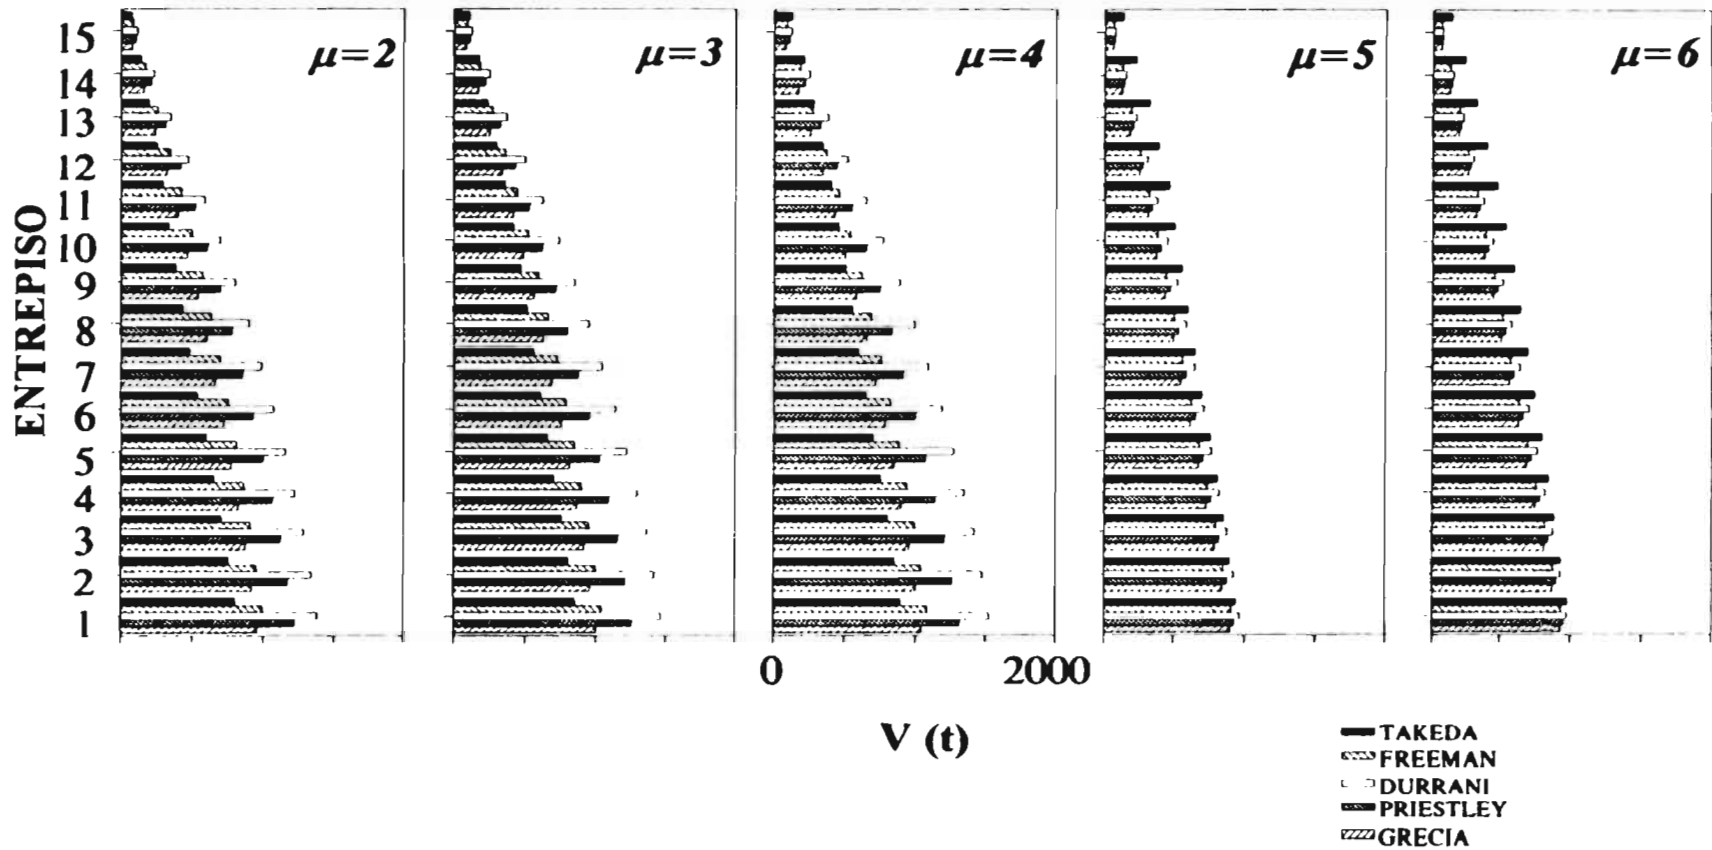 μ=2
μ=3
μ=4
μ=5
μ=6
ENTREPISO
15
14
13
12
11
10
9
8
7
6
5
4
3
2
1
0
2000
V (t)
TAKEDA
FREEMAN
DURRANI
PRIESTLEY
GRECIA